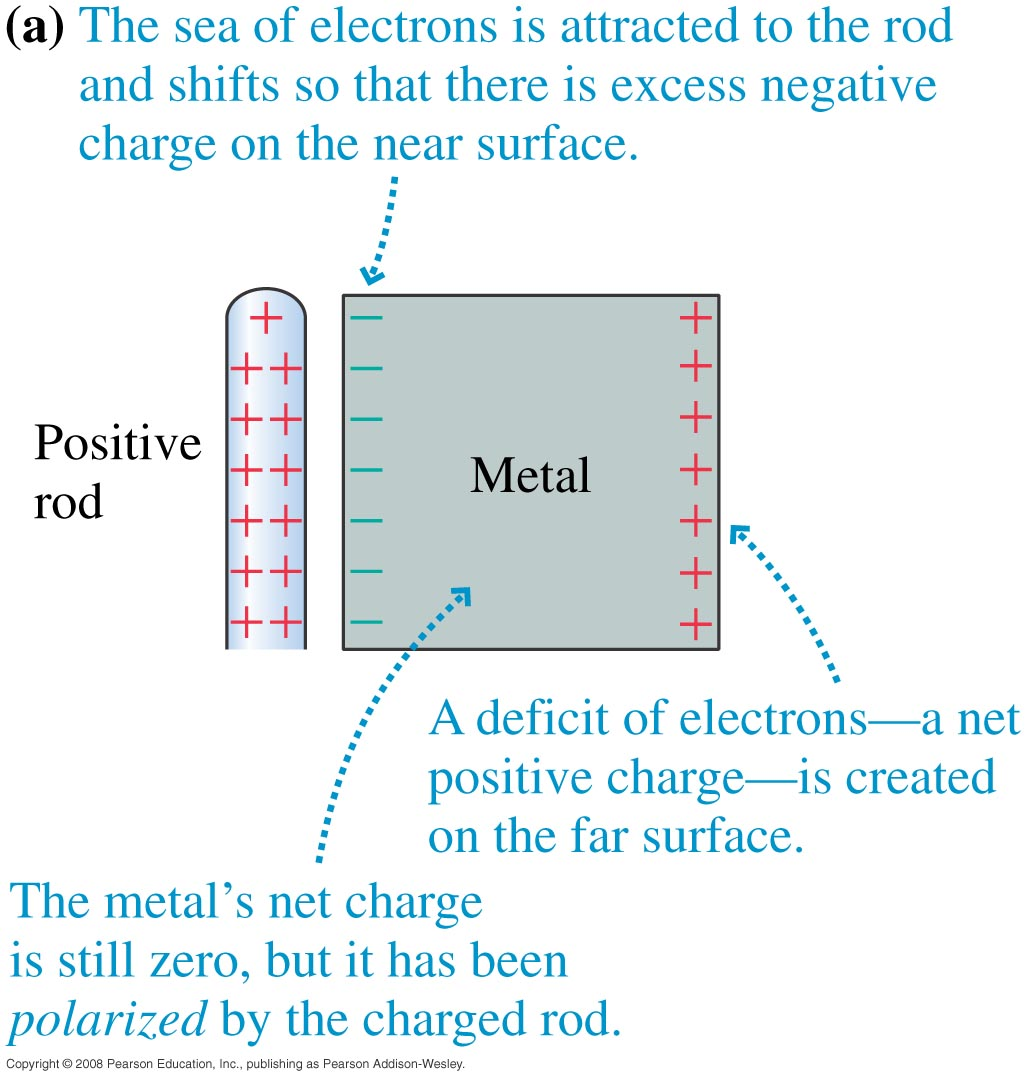 (a) The sea of electrons is attracted to the rod
and shifts so that there is excess negative
charge on the near surface.
Positive
rod
Metal
A deficit of electrons—a net
positive charge—is created
on the far surface.
The metal’s net charge
is still zero, but it has been
polarized by the charged rod.
Copyright © 2008 Pearson Education, Inc., publishing as Pearson Addison-Wesley.